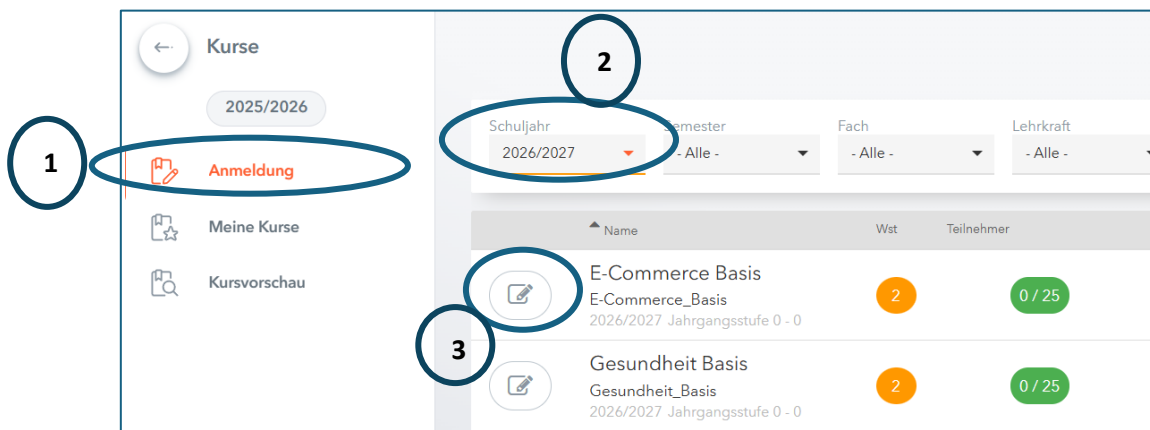 Kurse
2025/2026
1
Anmeldung
Meine Kurse
Kursvorschau
2
Schuljahr Semester Fach Lehrkraft
2026/2027 - Alle - - Alle - - Alle -
Name Wst Teilnehmer
E-Commerce Basis
E-Commerce_Basis 2 0 / 25
2026/2027 Jahrgangsstufe 0 - 0
3
Gesundheit Basis
Gesundheit_Basis 2 0 / 25
2026/2027 Jahrgangsstufe 0 - 0